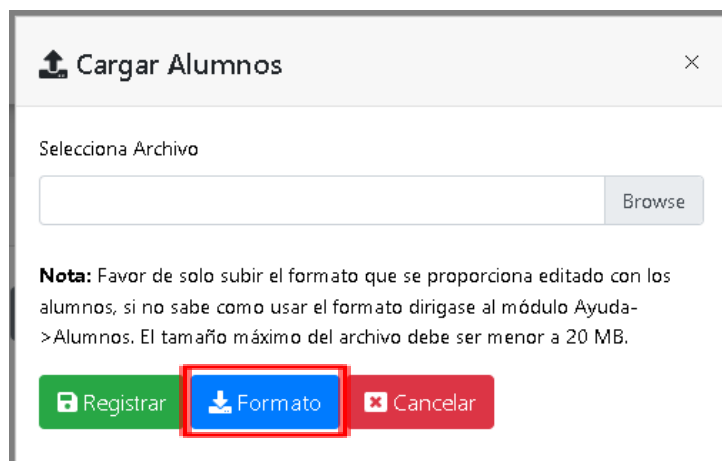 Cargar Alumnos
Selecciona Archivo
Browse
Nota: Favor de solo subir el formato que se proporciona editado con los
alumnos, si no sabe como usar el formato dirigase al módulo Ayuda-
>Alumnos. El tamaño máximo del archivo debe ser menor a 20 MB.
Registrar Formato Cancelar